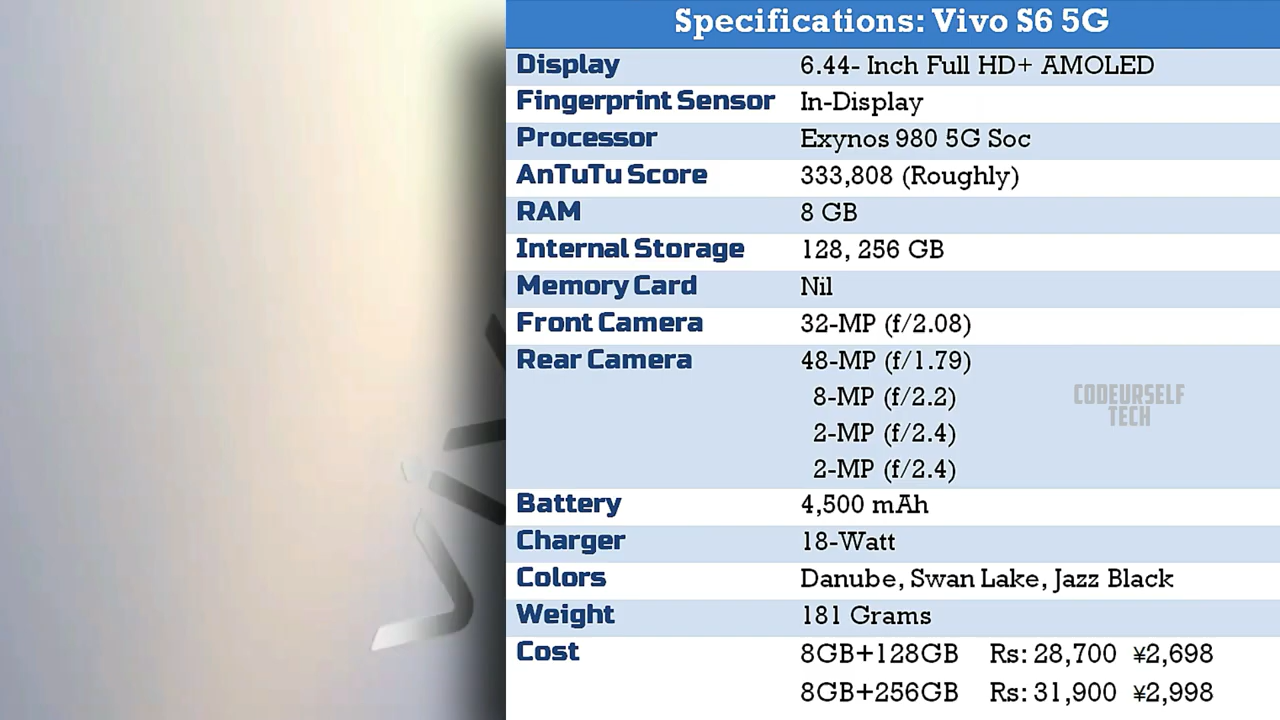 Specifications: Vivo S6 5G
Display 6.44- Inch Full HD+ AMOLED
Fingerprint Sensor In-Display
Processor Exynos 980 5G Soc
AnTuTu Score 333,808 (Roughly)
RAM 8 GB
Internal Storage 128, 256 GB
Memory Card Nil
Front Camera 32-MP (f/2.08)
Rear Camera 48-MP (f/1.79)
8-MP (f/2.2)
2-MP (f/2.4)
2-MP (f/2.4)
CODEURSELF
TECH
Battery 4,500 mAh
Charger 18-Watt
Colors Danube, Swan Lake, Jazz Black
Weight 181 Grams
Cost 8GB+128GB Rs: 28,700 ¥2,698
8GB+256GB Rs: 31,900 ¥2,998